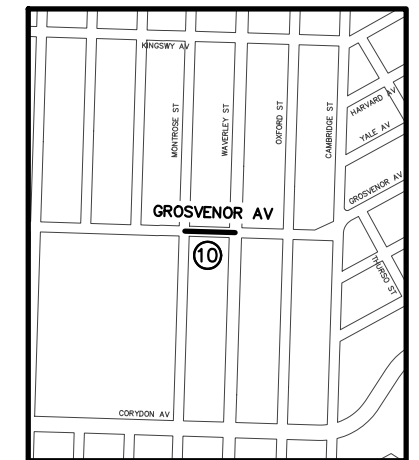 KINGSWY AV
MONTROSE ST
WAVERLEY ST
OXFORD ST
CAMBRIDGE ST
HARVARD AV
YALE AV
GROSVENOR AV
GROSVENOR AV
10
THURSO ST
CORYDON AV